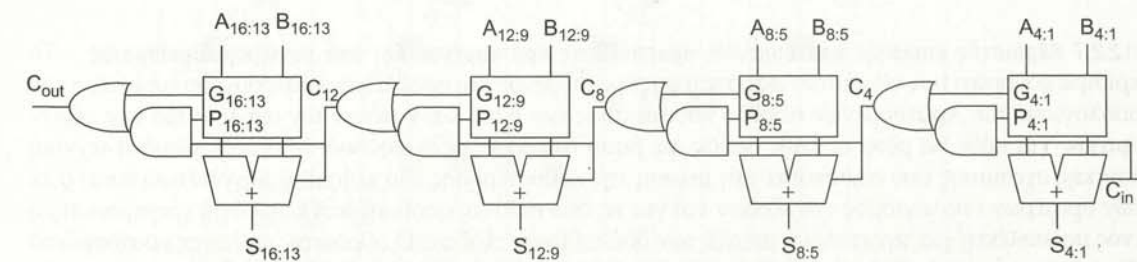 A16:13 B16:13
A12:9 B12:9
A8:5 B8:5
A4:1 B4:1
Cout
G16:13
P16:13
C12
G12:9
P12:9
C8
G8:5
P8:5
C4
G4:1
P4:1
Cin
+
+
+
+
S16:13
S12:9
S8:5
S4:1